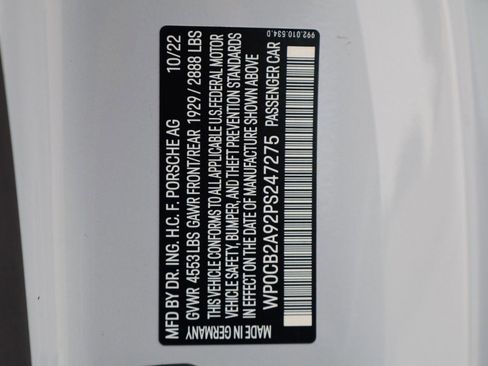 992.010.534.0
MFD BY DR. ING. H.C. F. PORSCHE AG 10/22
GVWR 4553 LBS GAWR FRONT/REAR 1929 / 2888 LBS
THIS VEHICLE CONFORMS TO ALL APPLICABLE U.S. FEDERAL MOTOR
VEHICLE SAFETY, BUMPER, AND THEFT PREVENTION STANDARDS
IN EFFECT ON THE DATE OF MANUFACTURE SHOWN ABOVE
WP0CB2A92PS247275 PASSENGER CAR
MADE IN GERMANY